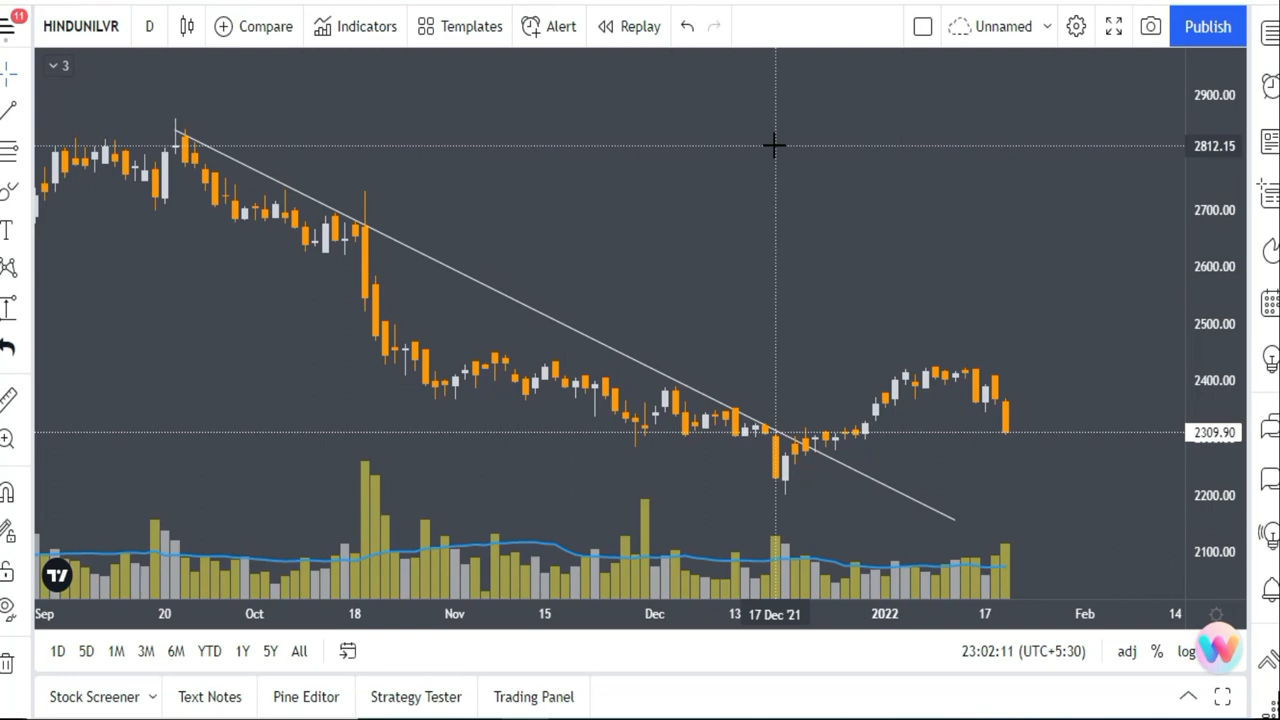 11
HINDUNILVR D Compare Indicators Templates Alert Replay Unnamed Publish
3
2900.00
2812.15
2700.00
2600.00
2500.00
2400.00
2309.90
2200.00
2100.00
Sep 20 Oct 18 Nov 15 Dec 13 17 Dec '21 2022 17 Feb 14
1D 5D 1M 3M 6M YTD 1Y 5Y All 23:02:11 (UTC+5:30) adj % log
Stock Screener Text Notes Pine Editor Strategy Tester Trading Panel